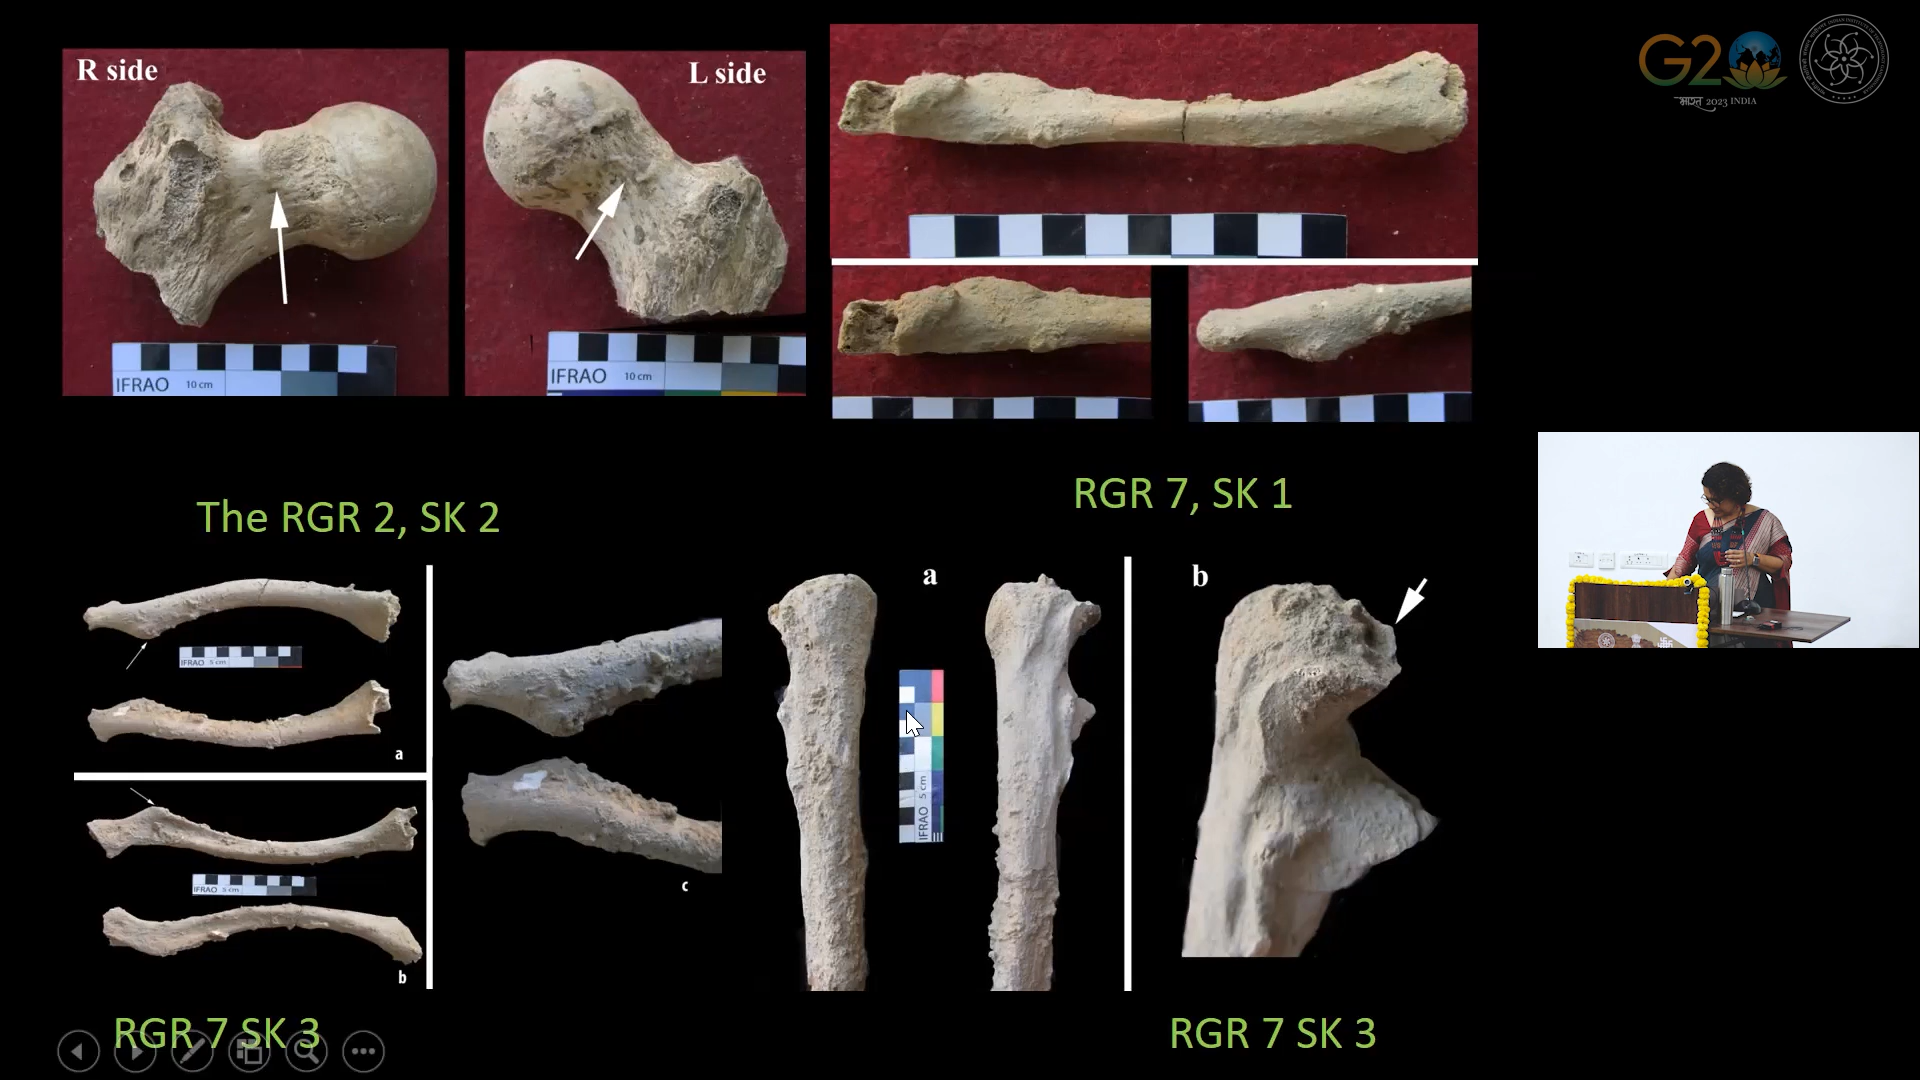 R side
L side
G20
भारत 2023 INDIA
IFRAO 10 cm
IFRAO 10 cm
The RGR 2, SK 2
RGR 7, SK 1
a
b
IFRAO 5 cm
a
IFRAO 5 cm
IFRAO 5 cm
c
b
RGR 7 SK 3
RGR 7 SK 3